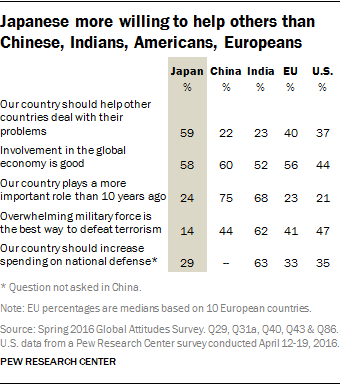 Japanese more willing to help others than
Chinese, Indians, Americans, Europeans
Japan China India EU U.S.
% % % % %
Our country should help other
countries deal with their
problems 59 22 23 40 37
Involvement in the global
economy is good 58 60 52 56 44
Our country plays a more
important role than 10 years ago 24 75 68 23 21
Overwhelming military force is
the best way to defeat terrorism 14 44 62 41 47
Our country should increase
spending on national defense* 29 -- 63 33 35
* Question not asked in China.
Note: EU percentages are medians based on 10 European countries.
Source: Spring 2016 Global Attitudes Survey. Q29, Q31a, Q40, Q43 & Q86.
U.S. data from a Pew Research Center survey conducted April 12-19, 2016.
PEW RESEARCH CENTER